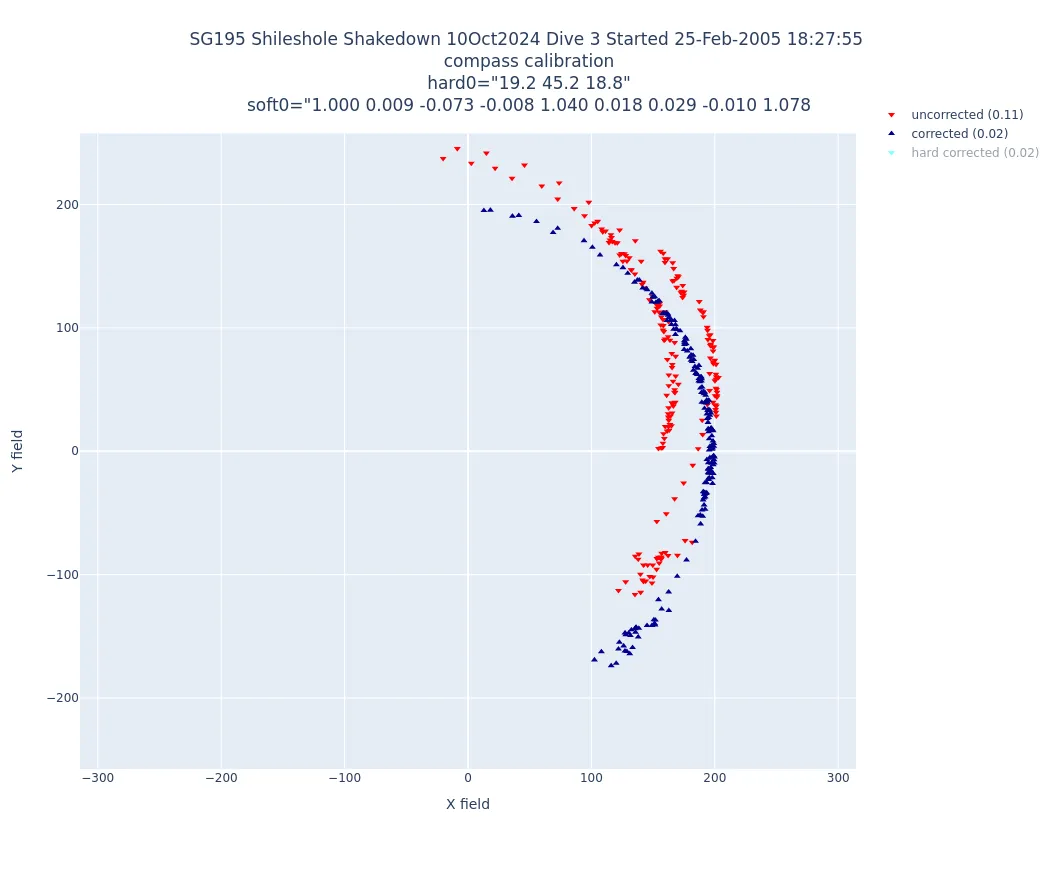 SG195 Shileshole Shakedown 10Oct2024 Dive 3 Started 25-Feb-2005 18:27:55
compass calibration
hard0="19.2 45.2 18.8"
soft0="1.000 0.009 -0.073 -0.008 1.040 0.018 0.029 -0.010 1.078
uncorrected (0.11)
corrected (0.02)
hard corrected (0.02)
200
100
0
−100
−200
Y field
−300 −200 −100 0 100 200 300
X field